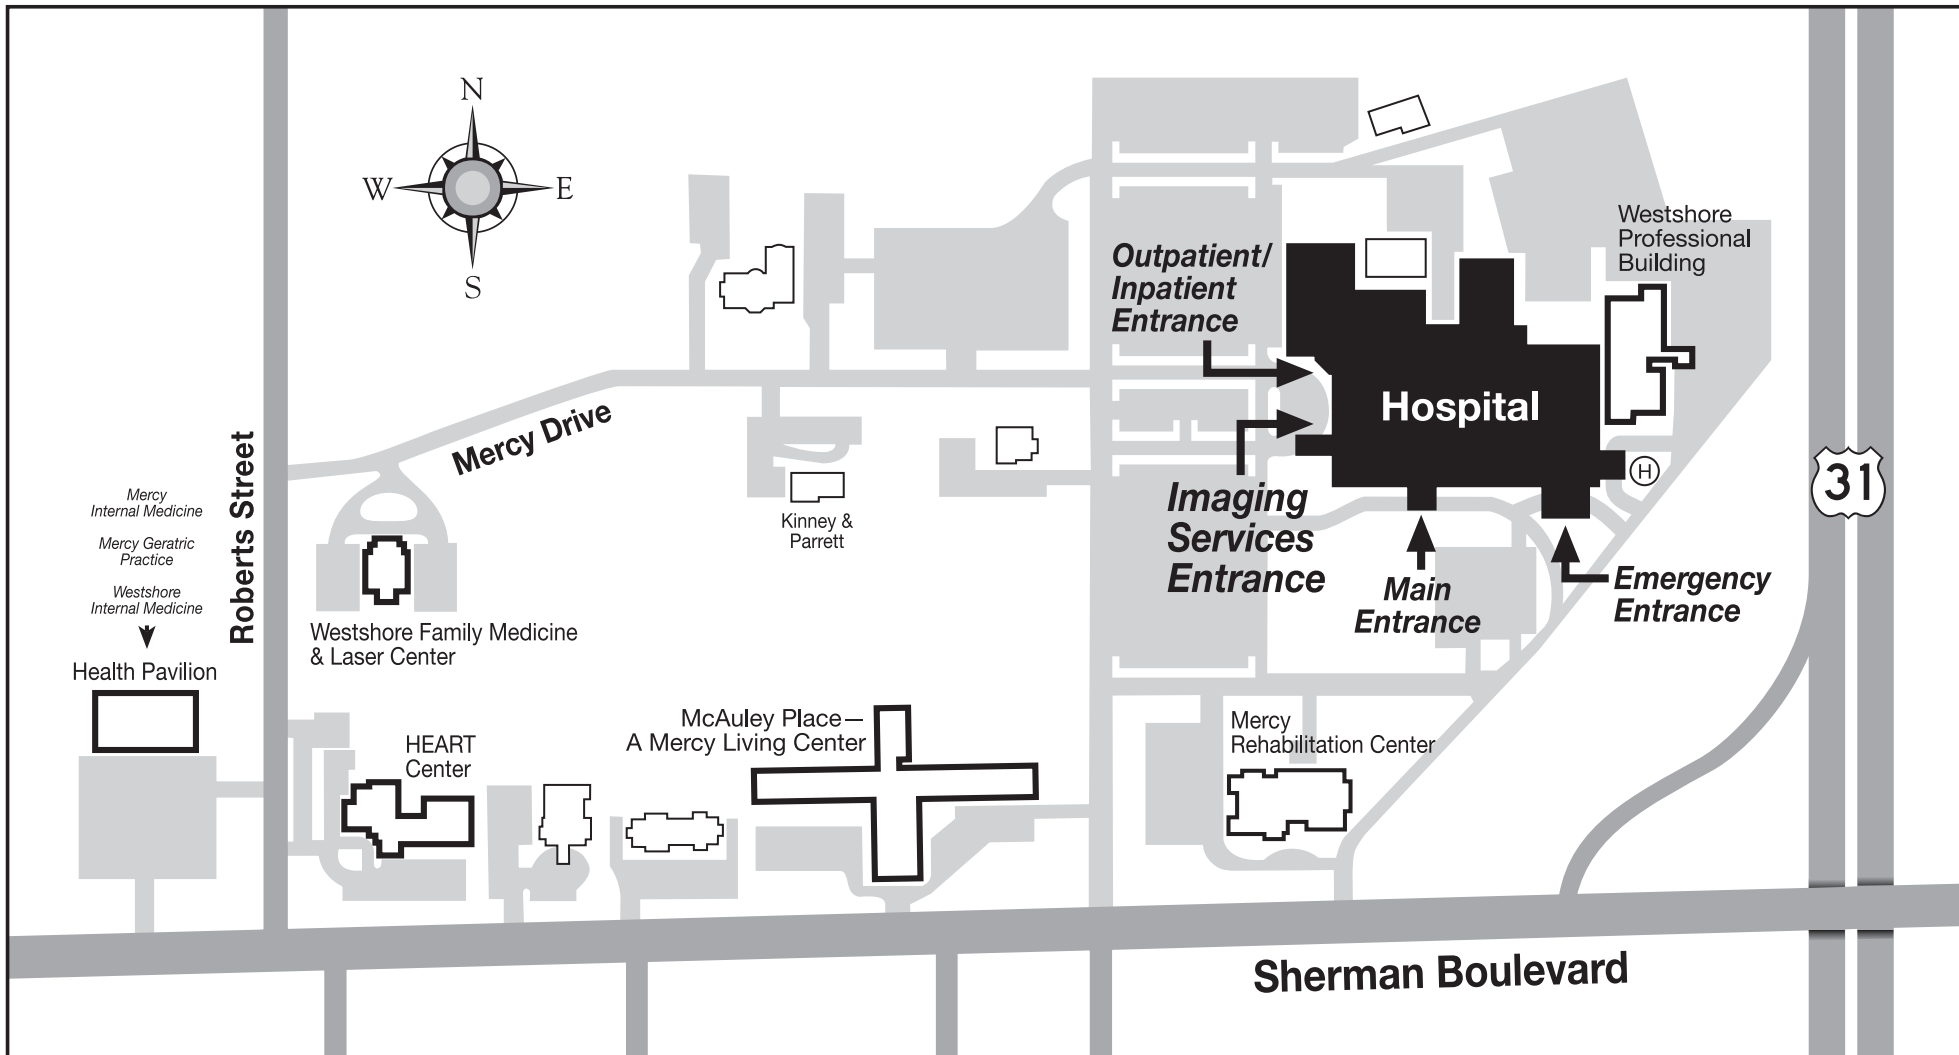 N
W
E
S
Westshore
Professional
Building
Outpatient/
Inpatient
Entrance
Hospital
H
31
Mercy Drive
Roberts Street
Mercy
Internal Medicine
Mercy Geratric
Practice
Westshore
Internal Medicine
Health Pavilion
Kinney &
Parrett
Imaging
Services
Entrance
Main
Entrance
Emergency
Entrance
Westshore Family Medicine
& Laser Center
HEART
Center
McAuley Place—
A Mercy Living Center
Mercy
Rehabilitation Center
Sherman Boulevard